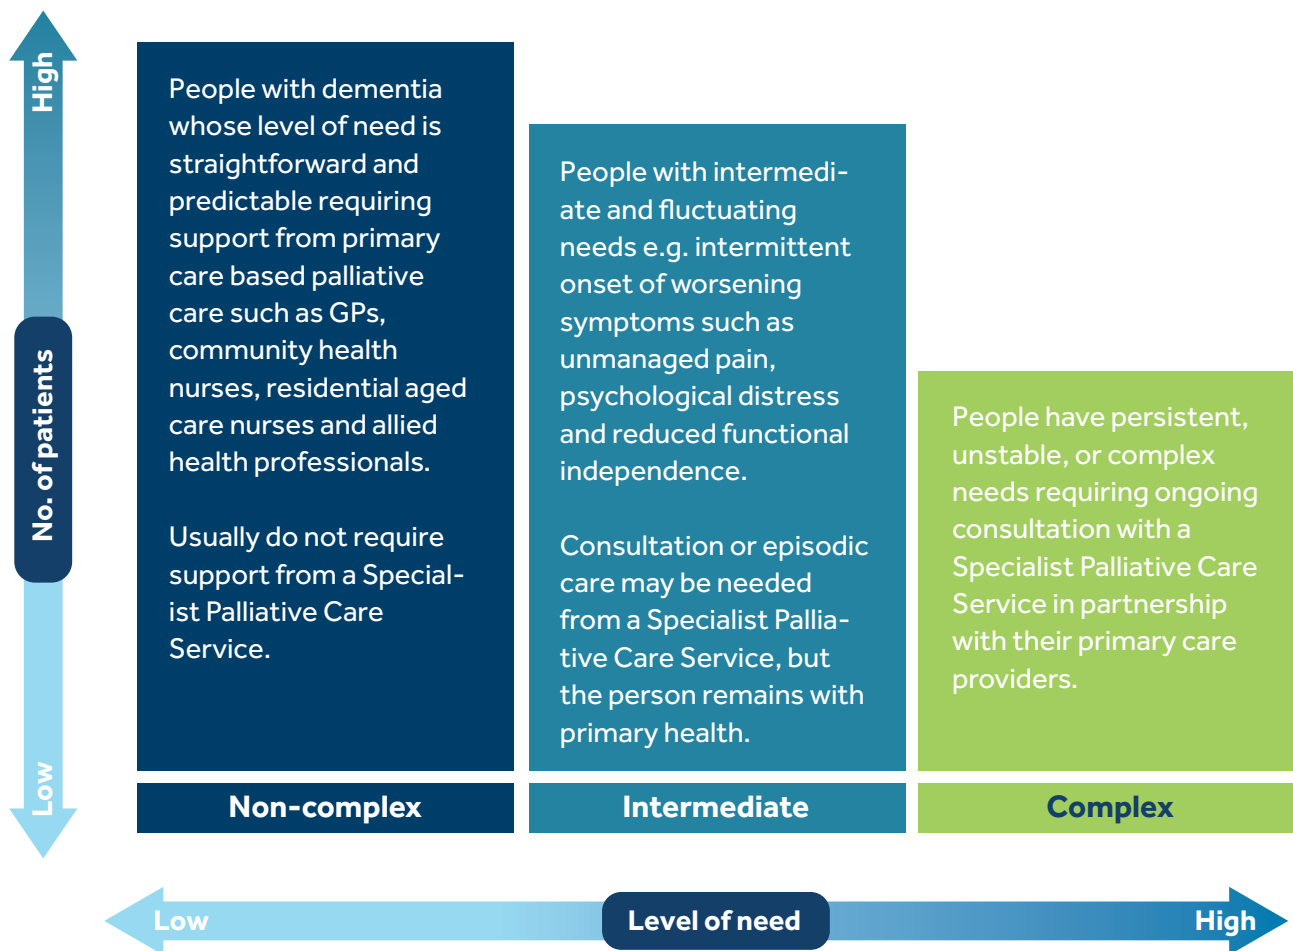 High
No. of patients
Low
People with dementia
whose level of need is
straightforward and
predictable requiring
support from primary
care based palliative
care such as GPs,
community health
nurses, residential aged
care nurses and allied
health professionals.
Usually do not require
support from a Special-
ist Palliative Care
Service.
Non-complex
People with intermedi-
ate and fluctuating
needs e.g. intermittent
onset of worsening
symptoms such as
unmanaged pain,
psychological distress
and reduced functional
independence.
Consultation or episodic
care may be needed
from a Specialist Pallia-
tive Care Service, but
the person remains with
primary health.
Intermediate
People have persistent,
unstable, or complex
needs requiring ongoing
consultation with a
Specialist Palliative Care
Service in partnership
with their primary care
providers.
Complex
Low
Level of need
High